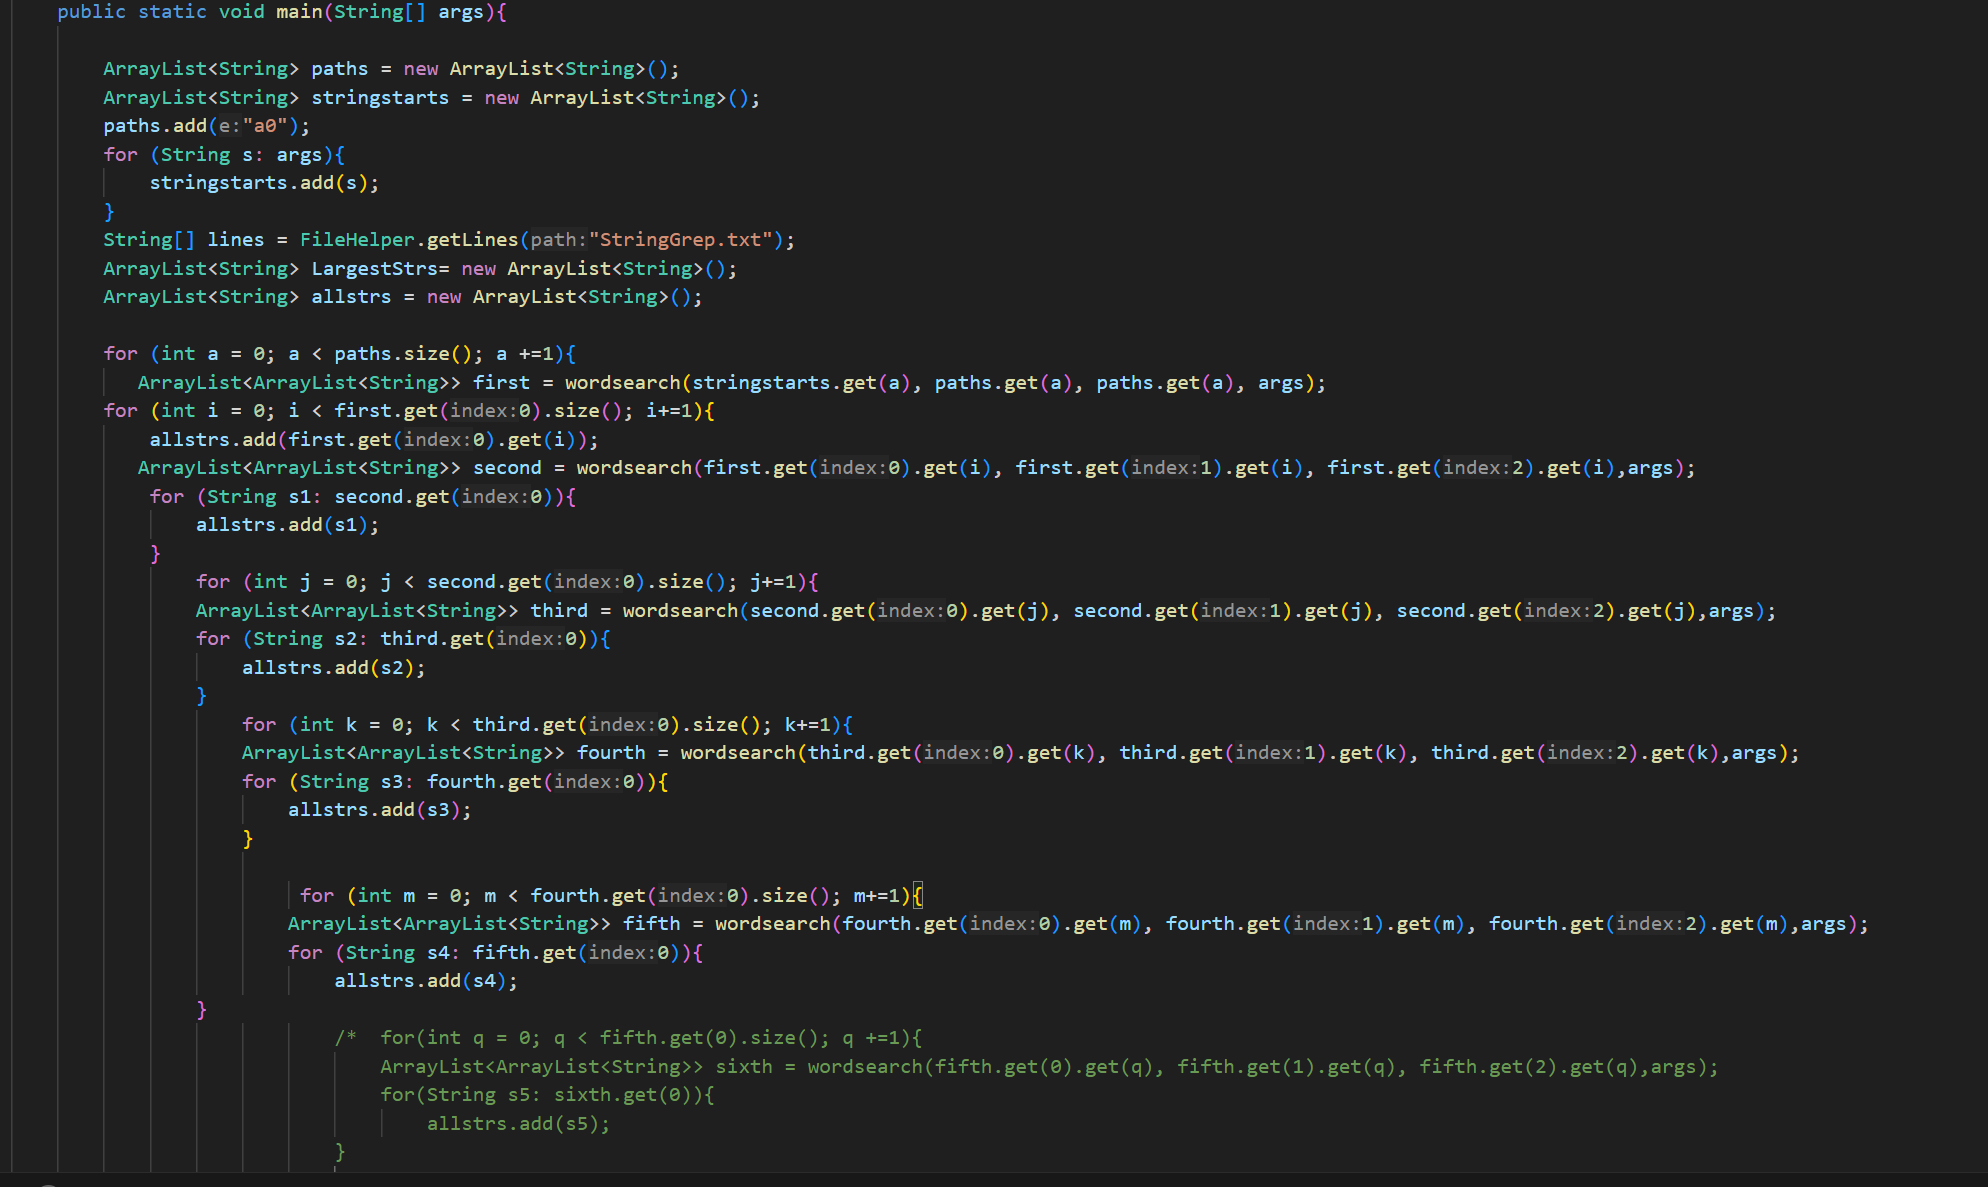 public static void main(String[] args){
ArrayList<String> paths = new ArrayList<String>();
ArrayList<String> stringstarts = new ArrayList<String>();
paths.add(e:"a0");
for (String s: args){
stringstarts.add(s);
}
String[] lines = FileHelper.getLines(path:"StringGrep.txt");
ArrayList<String> LargestStrs= new ArrayList<String>();
ArrayList<String> allstrs = new ArrayList<String>();
for (int a = 0; a < paths.size(); a +=1){
ArrayList<ArrayList<String>> first = wordsearch(stringstarts.get(a), paths.get(a), paths.get(a), args);
for (int i = 0; i < first.get(index:0).size(); i+=1){
allstrs.add(first.get(index:0).get(i));
ArrayList<ArrayList<String>> second = wordsearch(first.get(index:0).get(i), first.get(index:1).get(i), first.get(index:2).get(i),args);
for (String s1: second.get(index:0)){
allstrs.add(s1);
}
for (int j = 0; j < second.get(index:0).size(); j+=1){
ArrayList<ArrayList<String>> third = wordsearch(second.get(index:0).get(j), second.get(index:1).get(j), second.get(index:2).get(j),args);
for (String s2: third.get(index:0)){
allstrs.add(s2);
}
for (int k = 0; k < third.get(index:0).size(); k+=1){
ArrayList<ArrayList<String>> fourth = wordsearch(third.get(index:0).get(k), third.get(index:1).get(k), third.get(index:2).get(k),args);
for (String s3: fourth.get(index:0)){
allstrs.add(s3);
}
for (int m = 0; m < fourth.get(index:0).size(); m+=1){
ArrayList<ArrayList<String>> fifth = wordsearch(fourth.get(index:0).get(m), fourth.get(index:1).get(m), fourth.get(index:2).get(m),args);
for (String s4: fifth.get(index:0)){
allstrs.add(s4);
}
/*  for(int q = 0; q < fifth.get(0).size(); q +=1){
ArrayList<ArrayList<String>> sixth = wordsearch(fifth.get(0).get(q), fifth.get(1).get(q), fifth.get(2).get(q),args);
for(String s5: sixth.get(0)){
allstrs.add(s5);
}